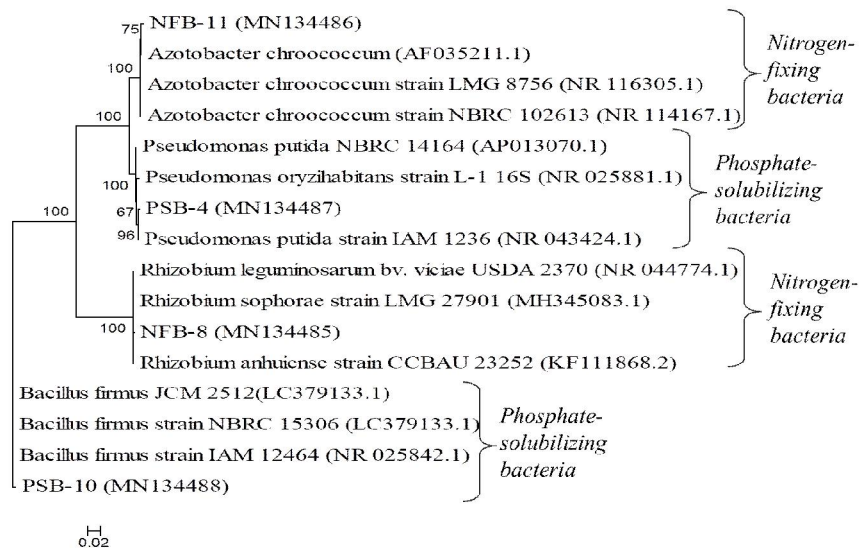 75
NFB-11 (MN134486)
Azotobacter chroococcum (AF035211.1)
100
Azotobacter chroococcum strain LMG 8756 (NR 116305.1)
Azotobacter chroococcum strain NBRC 102613 (NR 114167.1)
Nitrogen-
fixing
bacteria
100
Pseudomonas putida NBRC 14164 (AP013070.1)
Pseudomonas oryzihabitans strain L-1 16S (NR 025881.1)
100
PSB-4 (MN134487)
67
Pseudomonas putida strain IAM 1236 (NR 043424.1)
96
Phosphate-
solubilizing
bacteria
100
Rhizobium leguminosarum bv. viciae USDA 2370 (NR 044774.1)
Rhizobium sophorae strain LMG 27901 (MH345083.1)
100
NFB-8 (MN134485)
Rhizobium anhuiense strain CCBAU 23252 (KF111868.2)
Nitrogen-
fixing
bacteria
Bacillus firmus JCM 2512(LC379133.1)
Bacillus firmus strain NBRC 15306 (LC379133.1)
Bacillus firmus strain IAM 12464 (NR 025842.1)
PSB-10 (MN134488)
Phosphate-
solubilizing
bacteria
0.02